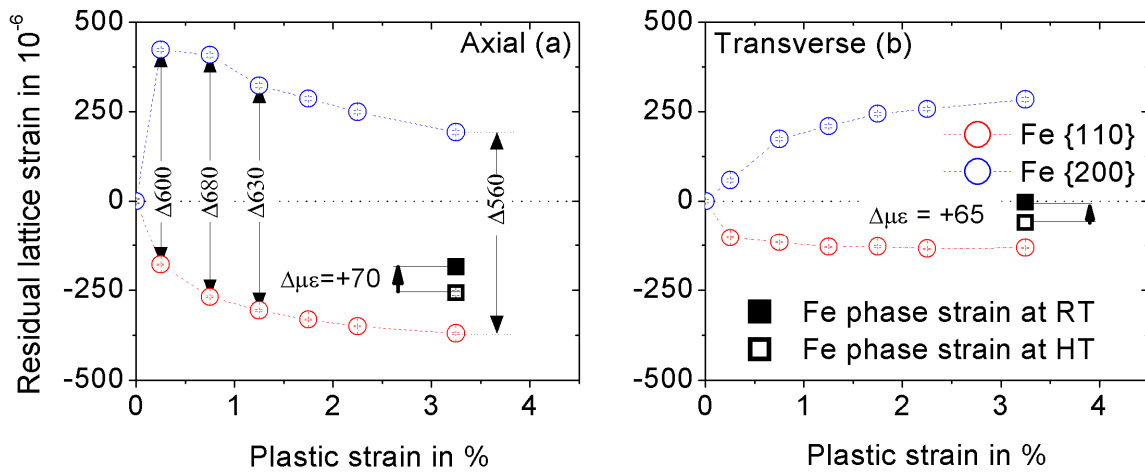 Residual lattice strain in 10⁻⁶
500
250
0
-250
-500
Axial (a)
Δ600
Δ680
Δ630
Δ560
Δμε=+70
0
1
2
3
4
Plastic strain in %
500
250
0
-250
-500
Transverse (b)
Fe {110}
Fe {200}
Δμε = +65
Fe phase strain at RT
Fe phase strain at HT
0
1
2
3
4
Plastic strain in %